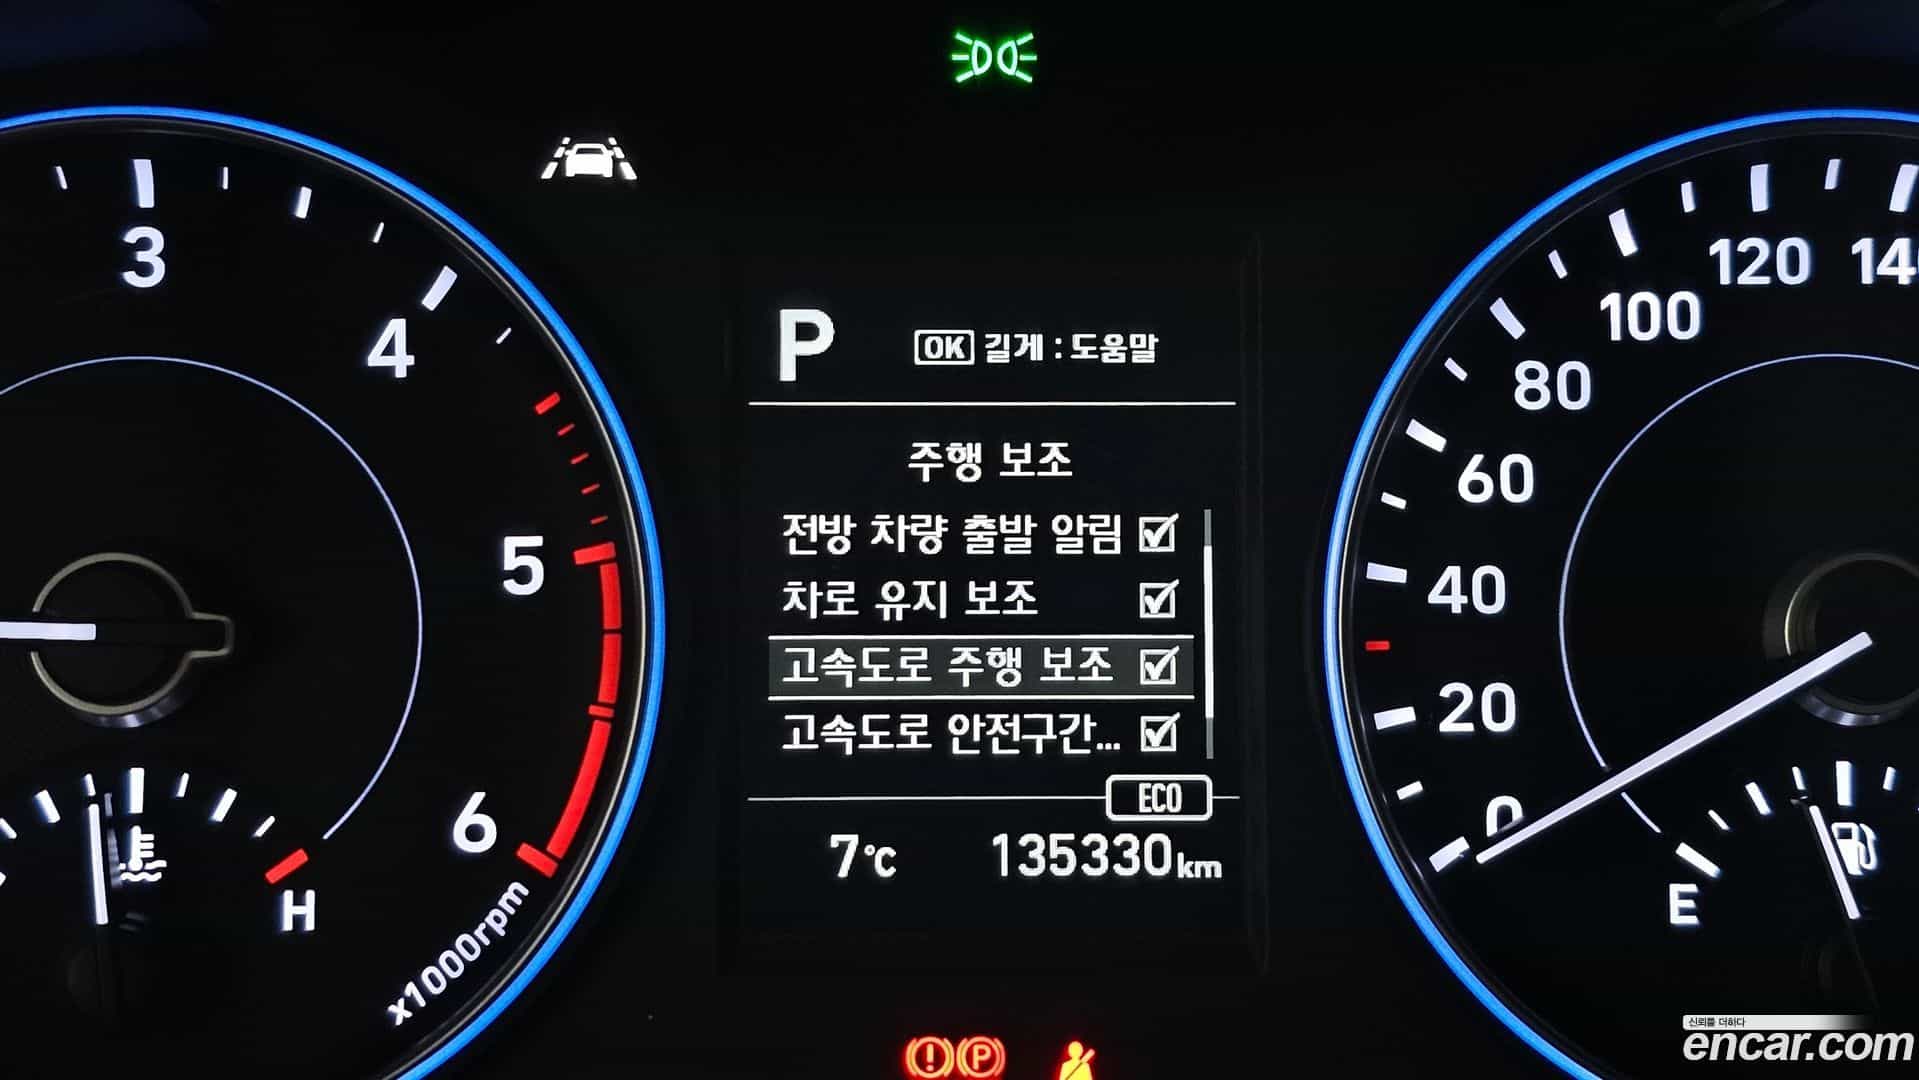 3
4
5
6
x1000rpm
H
P
OK 길게 : 도움말
주행 보조
전방 차량 출발 알림
차로 유지 보조
고속도로 주행 보조
고속도로 안전구간...
ECO
7℃ 135330km
0
20
40
60
80
100
120
140
E
P
신뢰를 더하다
encar.com